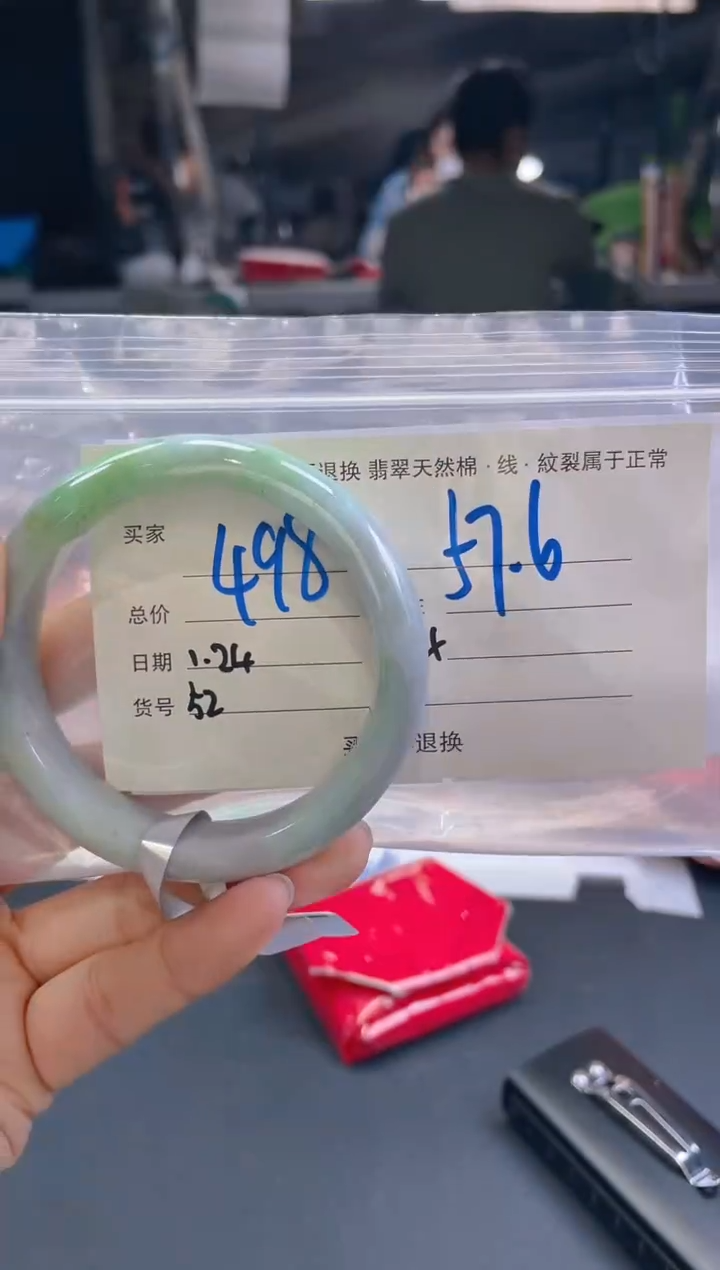 退换 翡翠天然棉·线·紋裂属于正常
买家 498 57.6
总价
日期 1.24
货号 52
退换